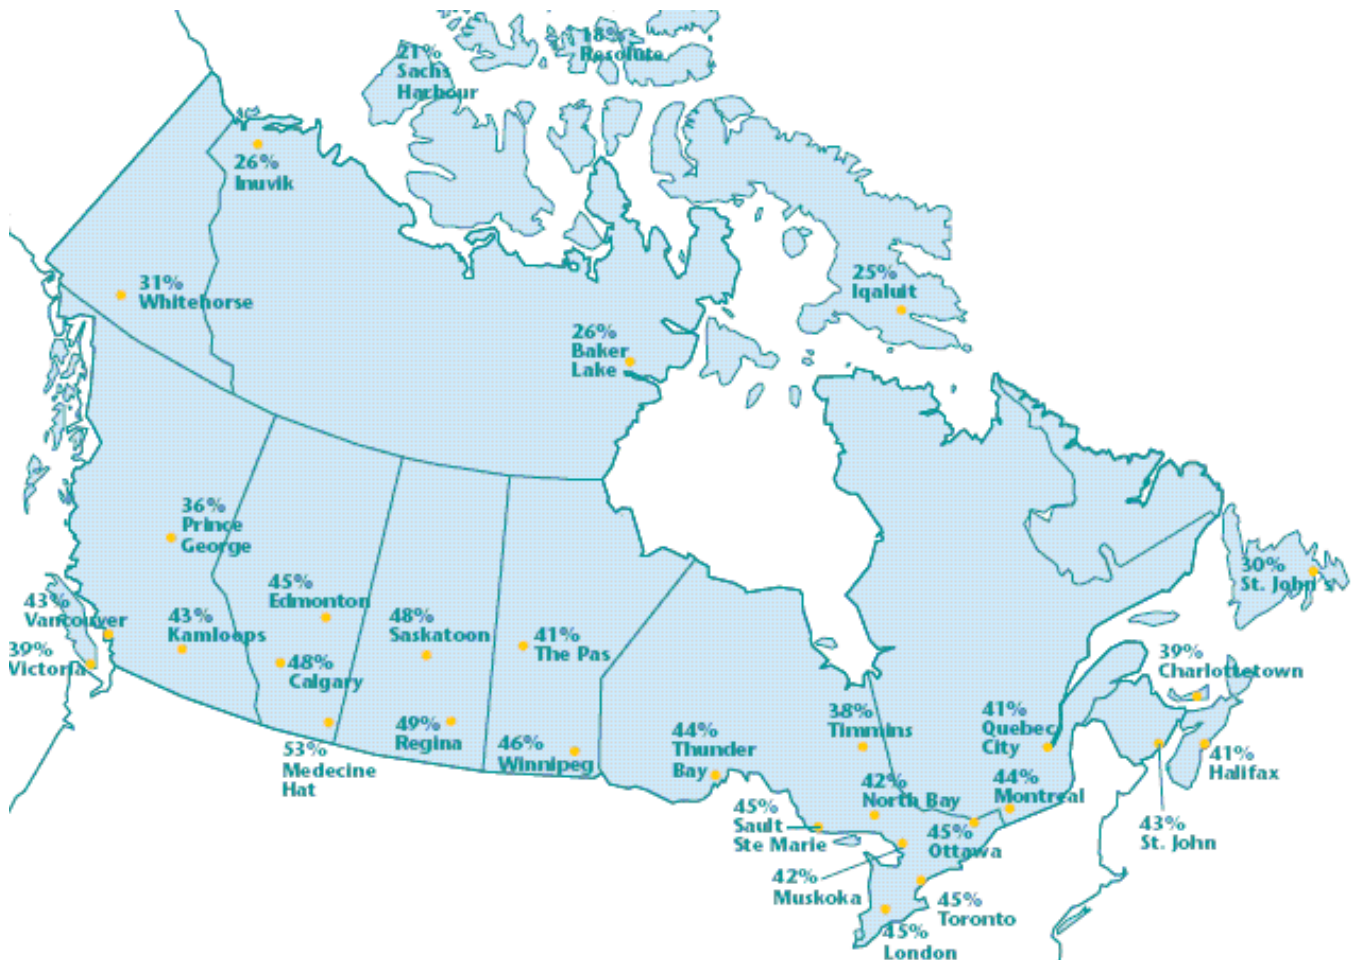 18%
Resolute
21%
Sachs
Harbour
26%
Inuvik
25%
Iqaluit
31%
Whitehorse
26%
Baker
Lake
36%
Prince
George
30%
St. John's
45%
Edmonton
43%
Vancouver
43%
Kamloops
48%
Saskatoon
41%
The Pas
39%
Victoria
48%
Calgary
39%
Charlottetown
38%
Timmins
41%
Quebec
City
49%
Regina
44%
Thunder
Bay
46%
Winnipeg
53%
Medecine
Hat
41%
Halifax
42%
North Bay
44%
Montreal
45%
Sault
Ste Marie
45%
Ottawa
43%
St. John
42%
Muskoka
45%
Toronto
45%
London